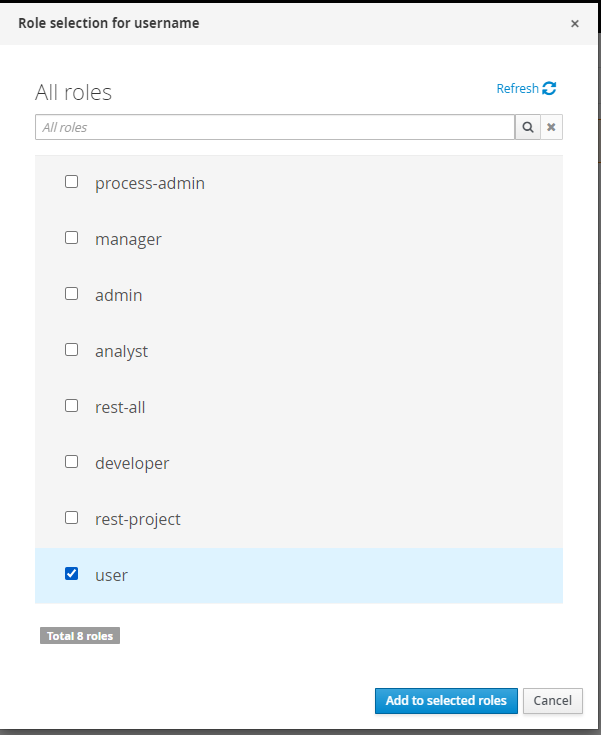 Role selection for username
×
All roles
Refresh
All roles
process-admin
manager
admin
analyst
rest-all
developer
rest-project
user
Total 8 roles
Add to selected roles
Cancel